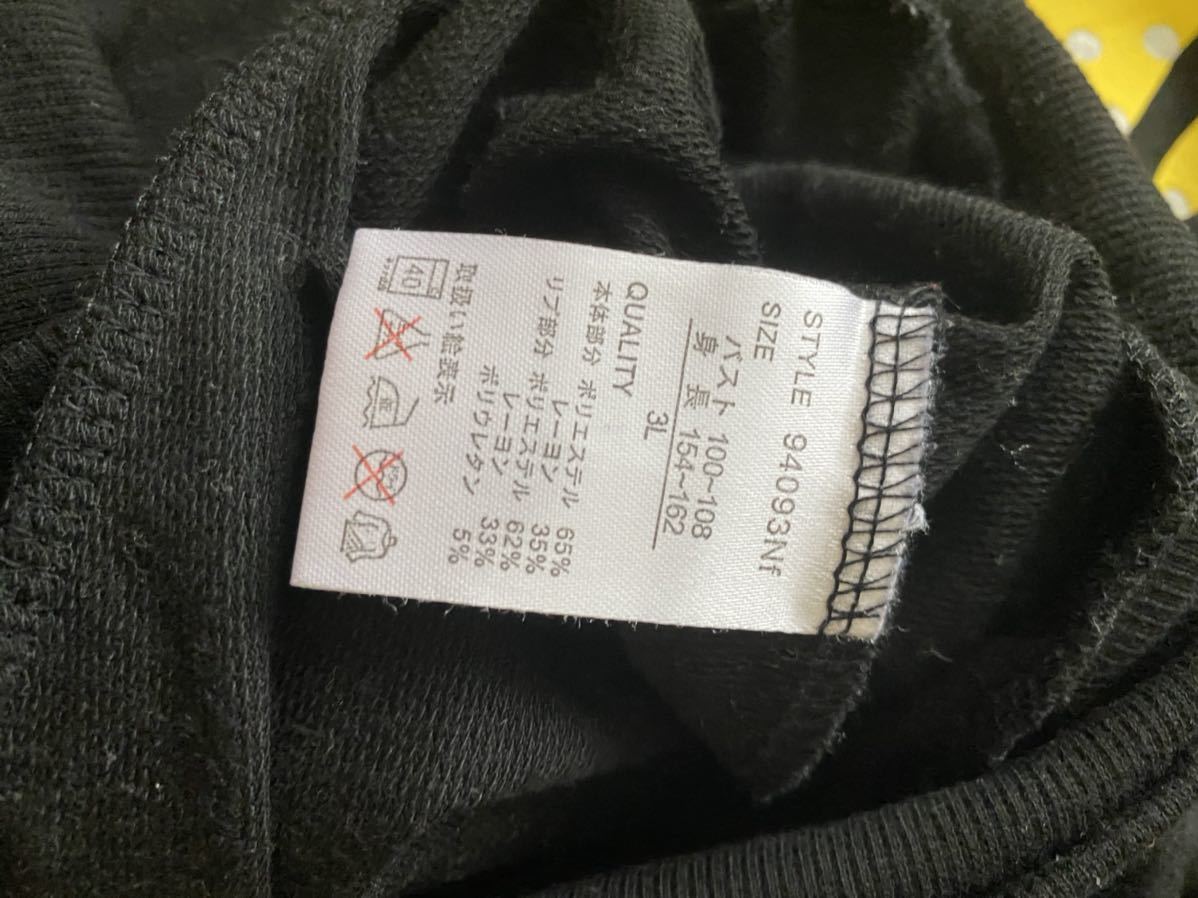 STYLE 94093Nf
SIZE
バスト 100~108
身 長 154~162
3L
QUALITY
本体部分 ポリエステル 65%
レーヨン 35%
リブ部分 ポリエステル 62%
レーヨン 33%
ポリウレタン 5%
取扱い絵表示
40